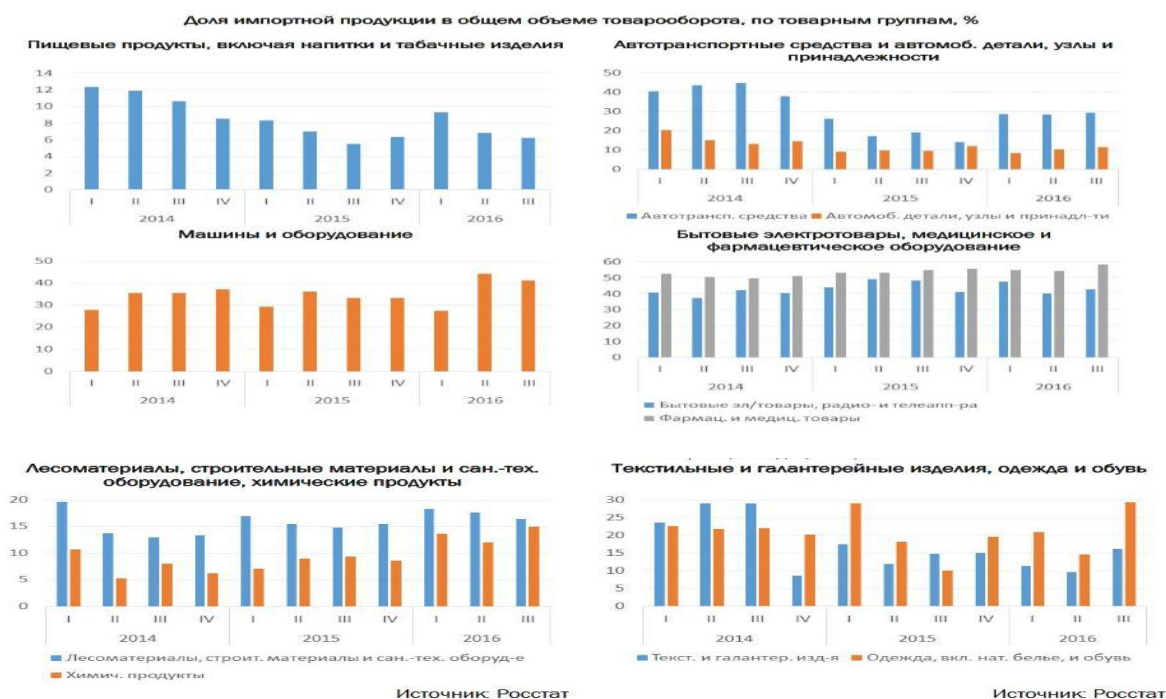 Доля импортной продукции в общем объеме товарооборота, по товарным группам, %
Пищевые продукты, включая напитки и табачные изделия
14
12
10
8
6
4
2
0
I II III IV I II III IV I II III
2014 2015 2016
Автотранспортные средства и автомоб. детали, узлы и
принадлежности
50
40
30
20
10
0
I II III IV I II III IV I II III
2014 2015 2016
Автотрансп. средства Автомоб. детали, узлы и принадл-ти
Машины и оборудование
50
40
30
20
10
0
I II III IV I II III IV I II III
2014 2015 2016
Бытовые электротовары, медицинское и
фармацевтическое оборудование
60
50
40
30
20
10
0
I II III IV I II III IV I II III
2014 2015 2016
Бытовые эл/товары, радио- и телеапп-ра
Фармац. и медиц. товары
Лесоматериалы, строительные материалы и сан.-тех.
оборудование, химические продукты
20
15
10
5
0
I II III IV I II III IV I II III
2014 2015 2016
Лесоматериалы, строит. материалы и сан.-тех. оборуд-е
Химич. продукты
Источник: Росстат
Текстильные и галантерейные изделия, одежда и обувь
30
25
20
15
10
5
0
I II III IV I II III IV I II III
2014 2015 2016
Текст. и галантер. изд-я Одежда, вкл. нат. белье, и обувь
Источник: Росстат